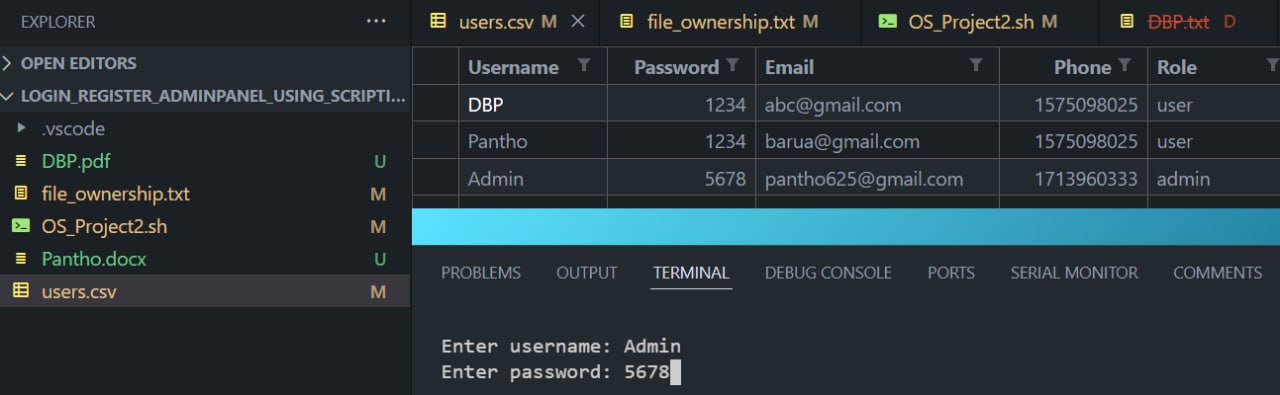 EXPLORER ...
OPEN EDITORS
LOGIN_REGISTER_ADMINPANEL_USING_SCRIPTI...
.vscode
DBP.pdf U
file_ownership.txt M
OS_Project2.sh M
Pantho.docx U
users.csv M
users.csv M file_ownership.txt M OS_Project2.sh M DBP.txt D
Username Password Email Phone Role
DBP 1234 abc@gmail.com 1575098025 user
Pantho 1234 barua@gmail.com 1575098025 user
Admin 5678 pantho625@gmail.com 1713960333 admin
PROBLEMS OUTPUT TERMINAL DEBUG CONSOLE PORTS SERIAL MONITOR COMMENTS
Enter username: Admin
Enter password: 5678